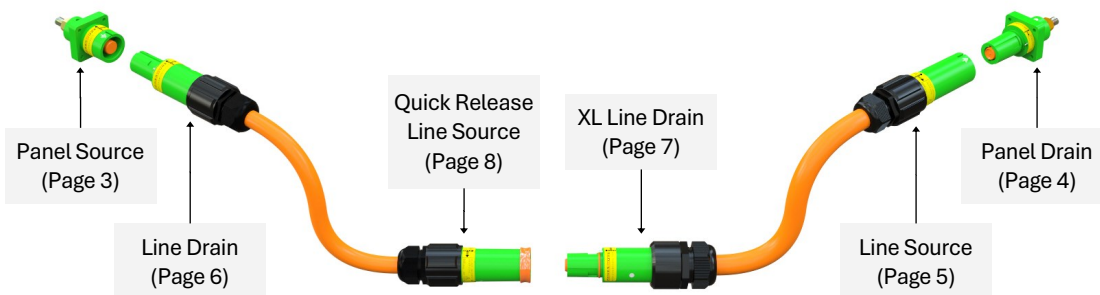 Panel Source
(Page 3)
Line Drain
(Page 6)
Quick Release
Line Source
(Page 8)
XL Line Drain
(Page 7)
Line Source
(Page 5)
Panel Drain
(Page 4)